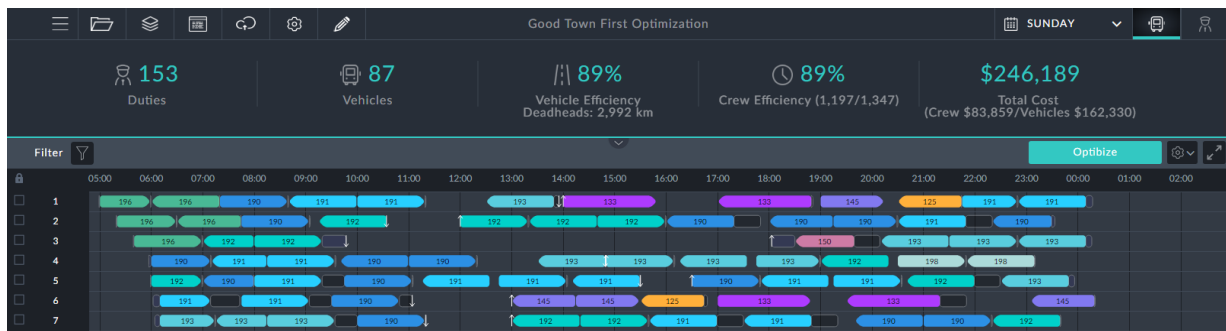 Good Town First Optimization
SUNDAY
153
Duties
87
Vehicles
89%
Vehicle Efficiency
Deadheads: 2,992 km
89%
Crew Efficiency (1,197/1,347)
$246,189
Total Cost
(Crew $83,859/Vehicles $162,330)
Filter
Optibize
05:00 06:00 07:00 08:00 09:00 10:00 11:00 12:00 13:00 14:00 15:00 16:00 17:00 18:00 19:00 20:00 21:00 22:00 23:00 00:00 01:00 02:00
1 196 196 190 191 191 193 133 133 145 125 191 191
2 196 196 190 192 192 192 192 190 190 190 191 190
3 196 192 192 150 193 193 193
4 190 191 191 190 190 193 193 193 193 192 198 198
5 192 190 191 190 191 191 191 190 191 191 192 193
6 191 191 190 145 145 125 133 133 145
7 193 193 193 190 192 192 191 191 190 190 192